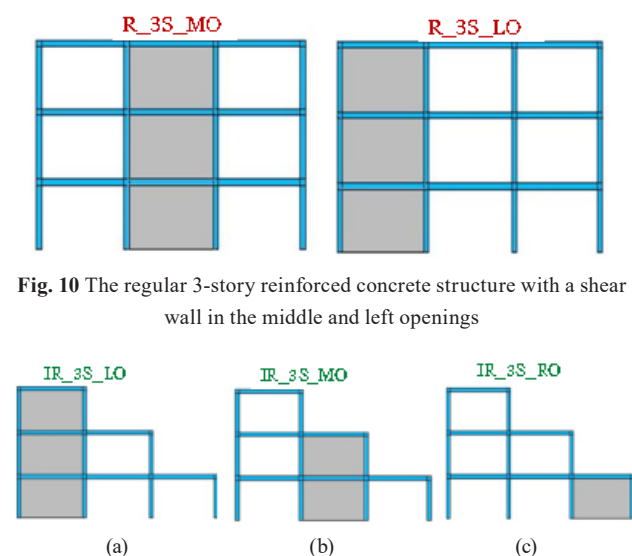 R_3S_MO
R_3S_LO
Fig. 10 The regular 3-story reinforced concrete structure with a shear
wall in the middle and left openings
IR_3S_LO
IR_3S_MO
IR_3S_RO
(a)
(b)
(c)